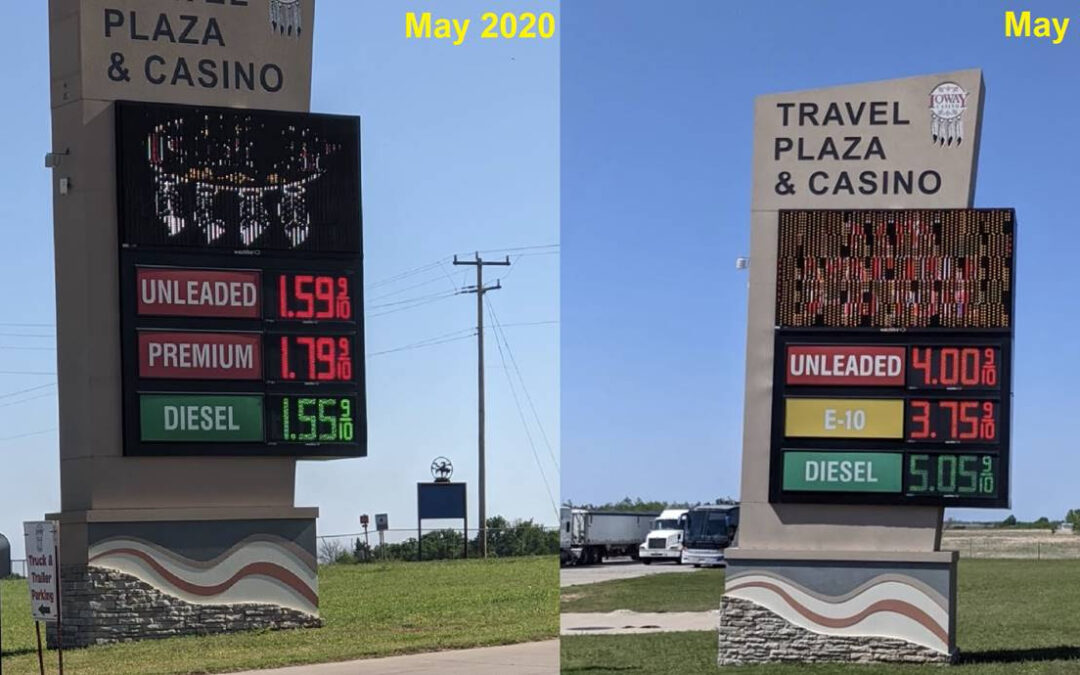 May 2020
PLAZA
& CASINO
UNLEADED 1.59 9/10
PREMIUM 1.79 9/10
DIESEL 1.55 9/10
Truck &
Trailer
Parking
May
TRAVEL
PLAZA
& CASINO
IOWAY
UNLEADED 4.00 9/10
E-10 3.75 9/10
DIESEL 5.05 9/10